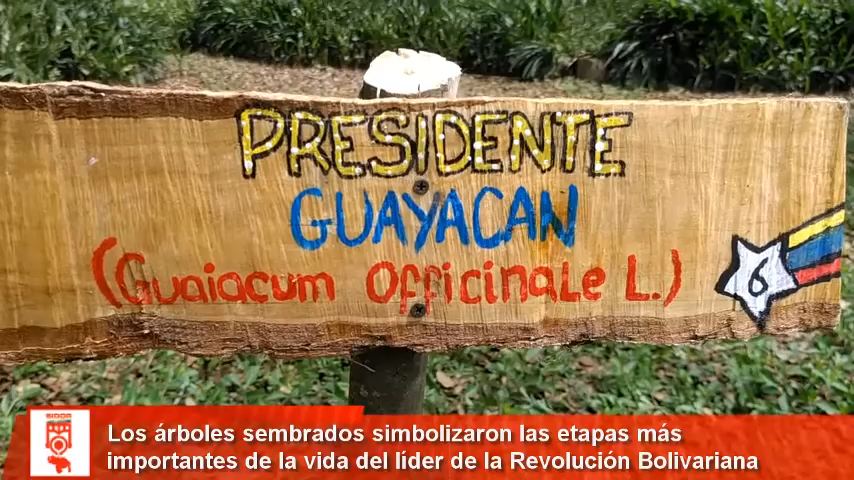 PRESIDENTE
GUAYACAN
(Guaiacum Officinale L.)
6
SIDOR
Los árboles sembrados simbolizaron las etapas más
importantes de la vida del líder de la Revolución Bolivariana